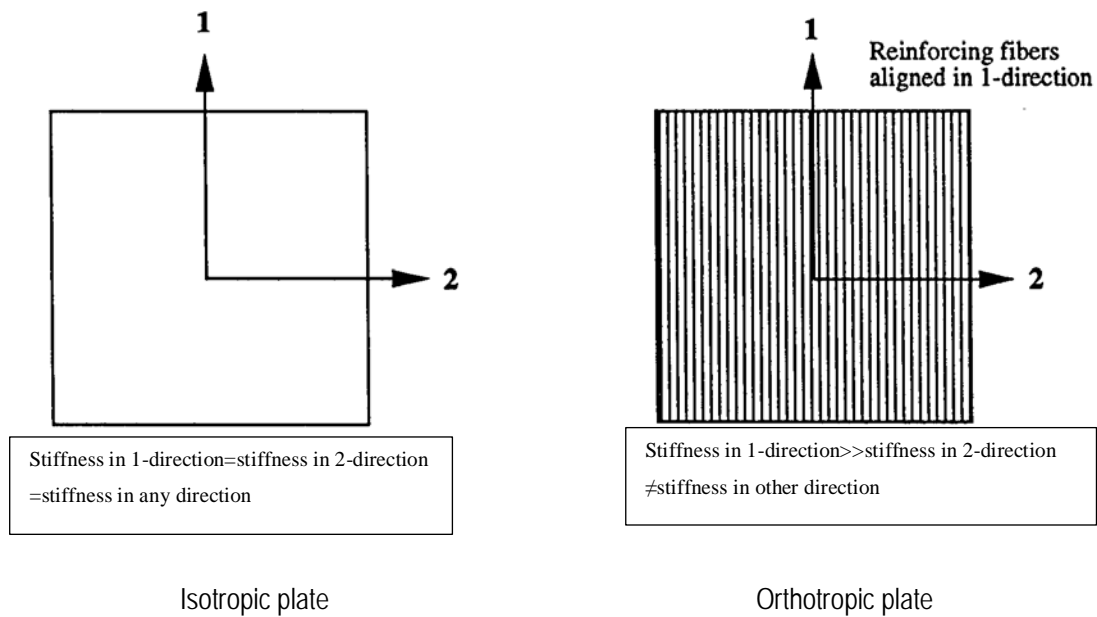 1
2
Stiffness in 1-direction=stiffness in 2-direction
=stiffness in any direction
Isotropic plate
1
Reinforcing fibers
aligned in 1-direction
2
Stiffness in 1-direction>>stiffness in 2-direction
≠stiffness in other direction
Orthotropic plate